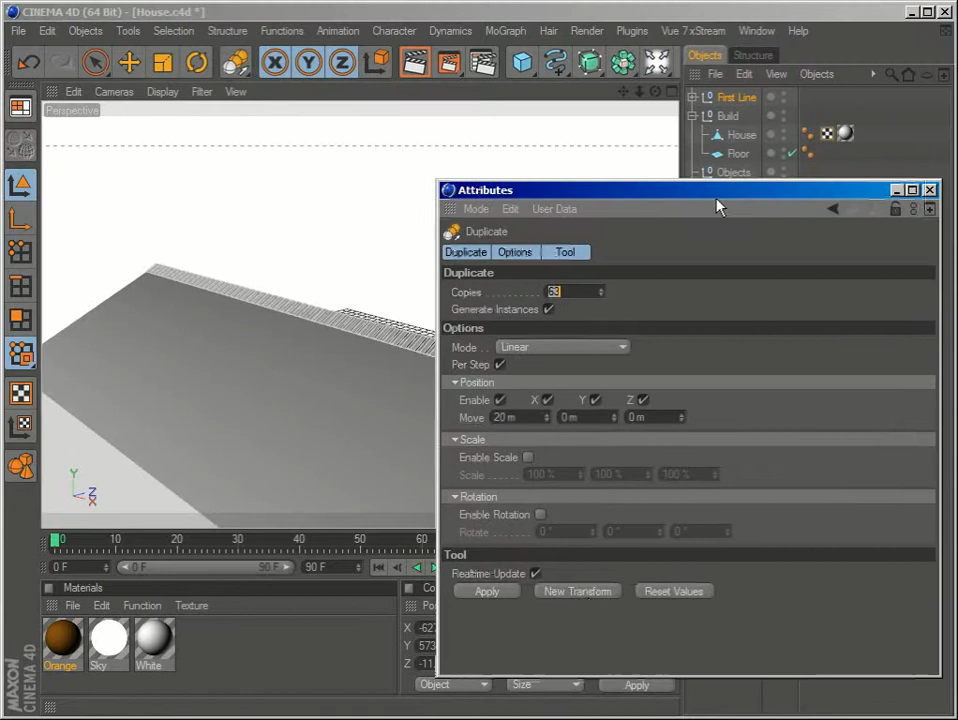 CINEMA 4D (64 Bit) - [House.c4d *]
File Edit Objects Tools Selection Structure Functions Animation Character Dynamics MoGraph Hair Render Plugins Vue 7 xStream Window Help
X Y Z
Objects Structure
File Edit View Objects
Edit Cameras Display Filter View
Perspective
First Line
Build
House
Floor
Objects
Attributes
Mode Edit User Data
Duplicate
Duplicate Options Tool
Duplicate
Copies 63
Generate Instances
Options
Mode Linear
Per Step
Position
Enable X Y Z
Move 20 m 0 m 0 m
Scale
Enable Scale
Scale 100 % 100 % 100 %
Rotation
Enable Rotation
Rotate 0 ° 0 ° 0 °
Tool
Realtime Update
Apply New Transform Reset Values
Y
Z
X
0 10 20 30 40 50 60
0 F 0 F 90 F 90 F
Materials
File Edit Function Texture
Orange Sky White
X
Y 573
Z
Object Size Apply
MAXON
CINEMA 4D